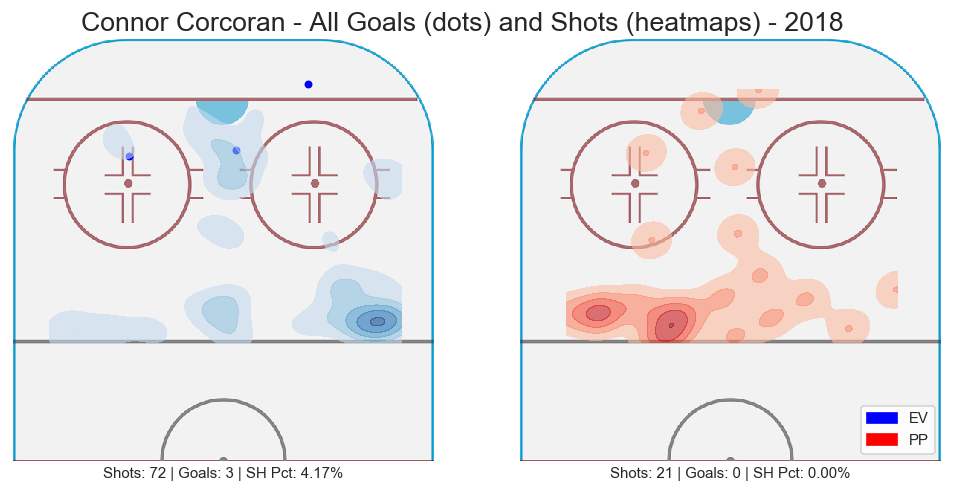 Connor Corcoran - All Goals (dots) and Shots (heatmaps) - 2018
EV
PP
Shots: 72 | Goals: 3 | SH Pct: 4.17%
Shots: 21 | Goals: 0 | SH Pct: 0.00%